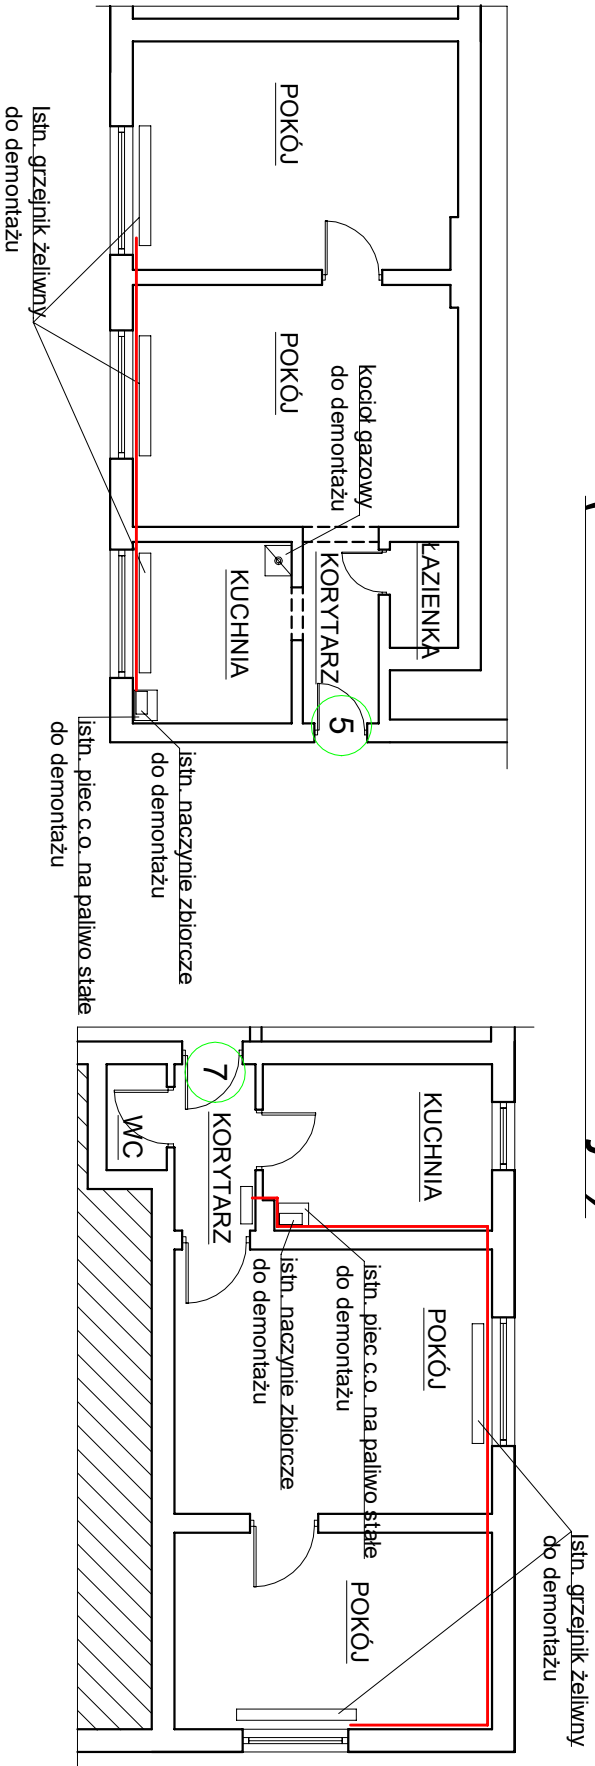 POKÓJ
Istn. grzejnik żeliwny
do demontażu
POKÓJ
kocioł gazowy
do demontażu
ŁAZIENKA
KORYTARZ
KUCHNIA
5
istn. naczynie zbiorcze
do demontażu
istn. piec c.o. na paliwo stałe
do demontażu
7
KUCHNIA
KORYTARZ
WC
istn. piec c.o. na paliwo stałe
do demontażu
istn. naczynie zbiorcze
do demontażu
POKÓJ
POKÓJ
Istn. grzejnik żeliwny
do demontażu